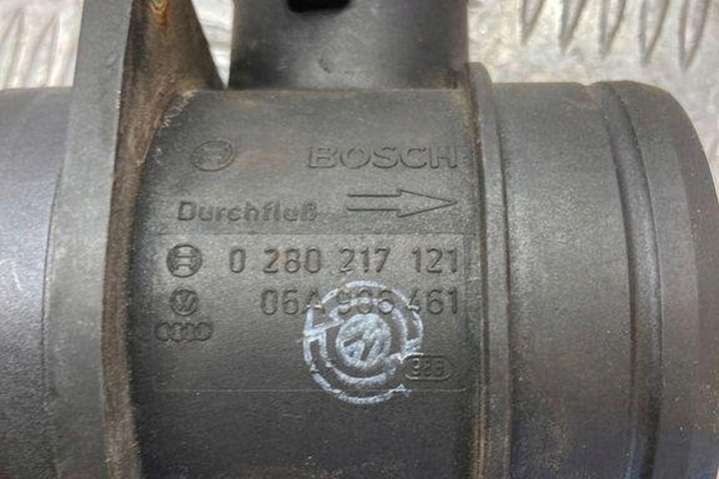 BOSCH
Durchfluß
0 280 217 121
06A 906 461